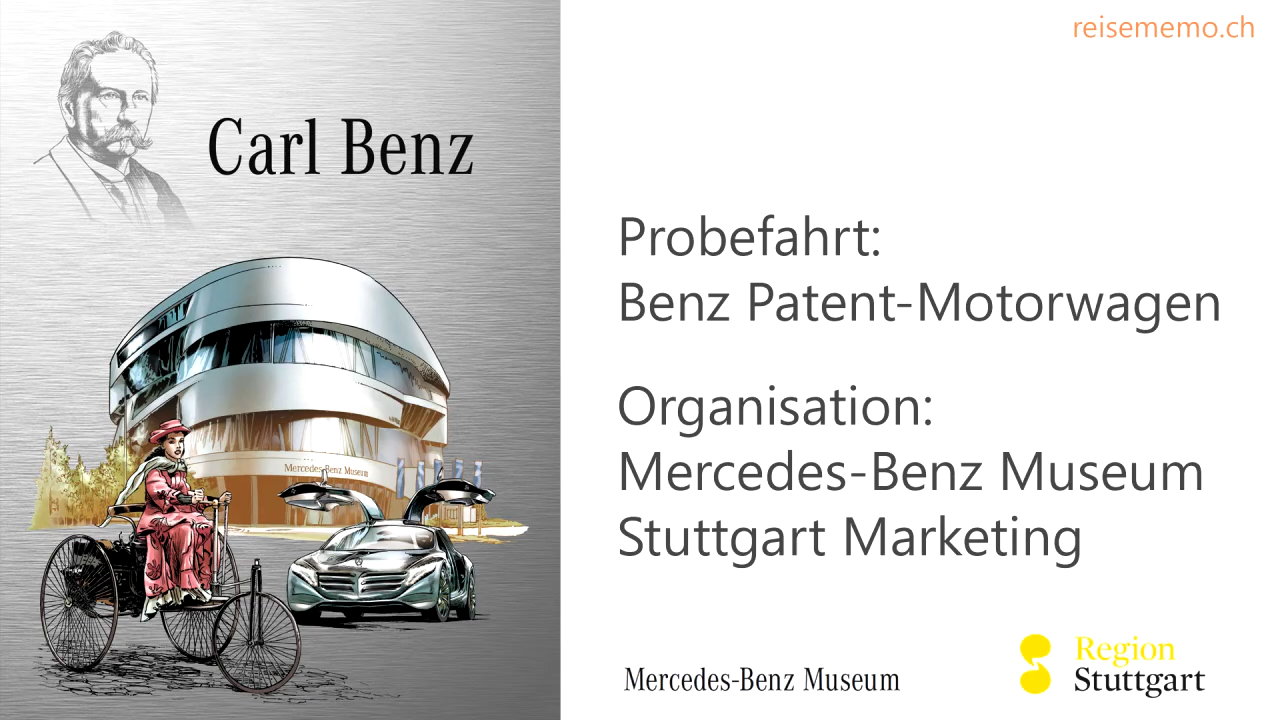 reisememo.ch
Carl Benz
Mercedes-Benz Museum
Probefahrt:
Benz Patent-Motorwagen
Organisation:
Mercedes-Benz Museum
Stuttgart Marketing
Mercedes-Benz Museum
Region
Stuttgart